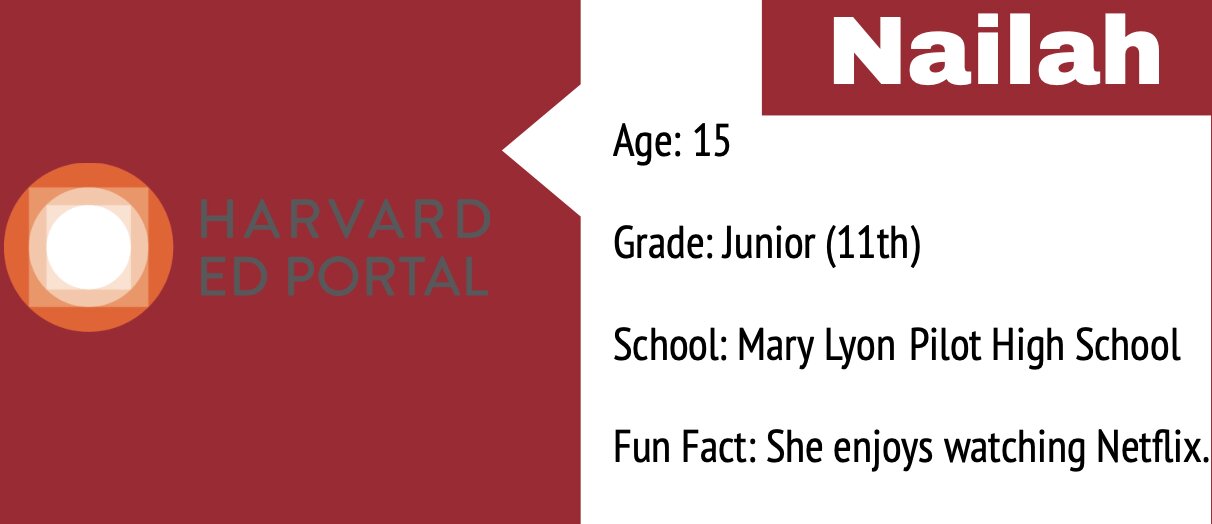 Nailah
HARVARD
ED PORTAL
Age: 15
Grade: Junior (11th)
School: Mary Lyon Pilot High School
Fun Fact: She enjoys watching Netflix.